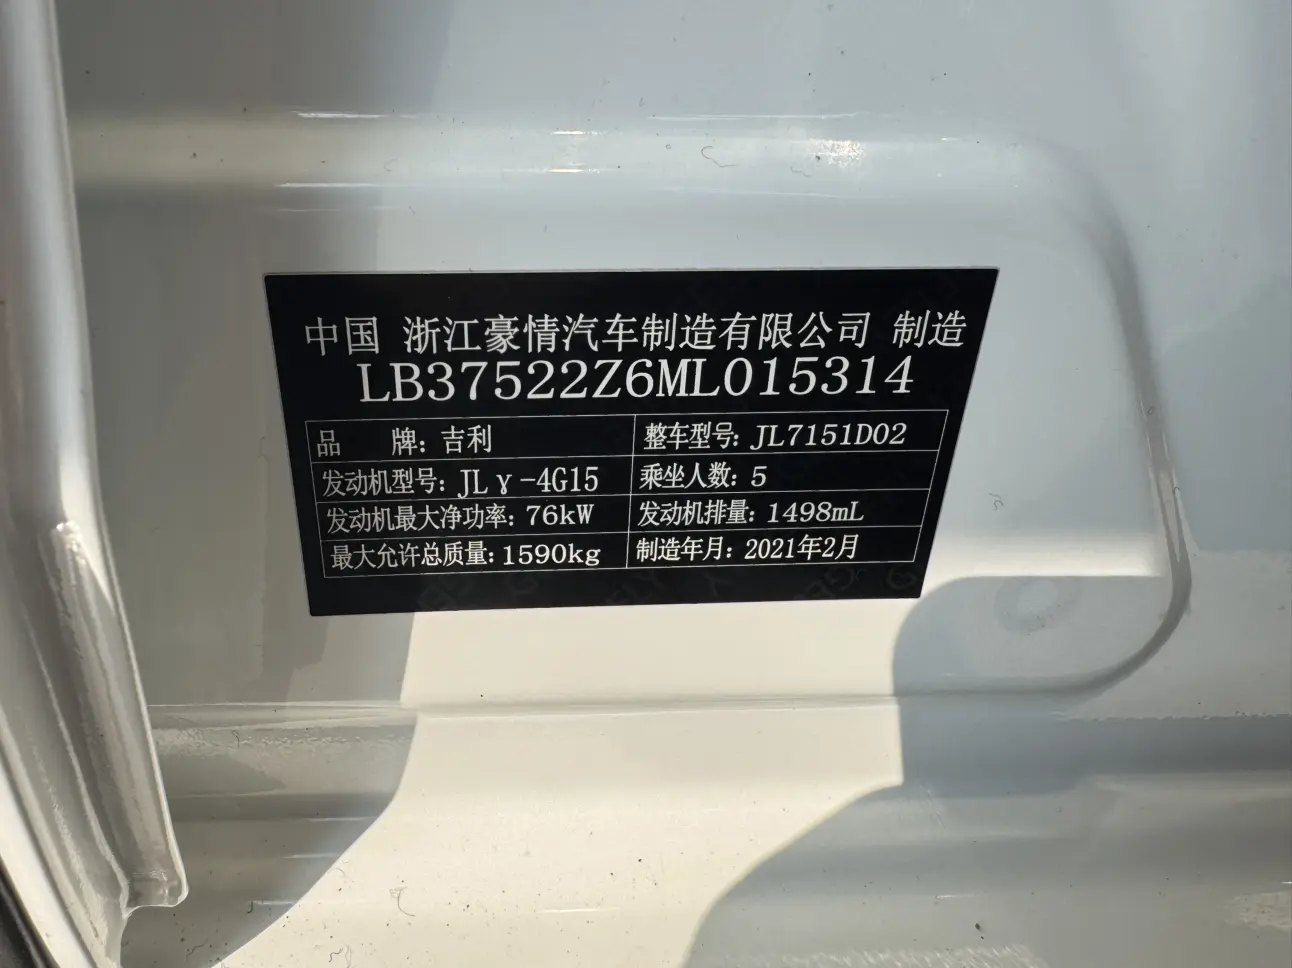 中国 浙江豪情汽车制造有限公司 制造
LB37522Z6ML015314
品 牌: 吉利 整车型号: JL7151D02
发动机型号: JLγ-4G15 乘坐人数: 5
发动机最大净功率: 76kW 发动机排量: 1498mL
最大允许总质量: 1590kg 制造年月: 2021年2月